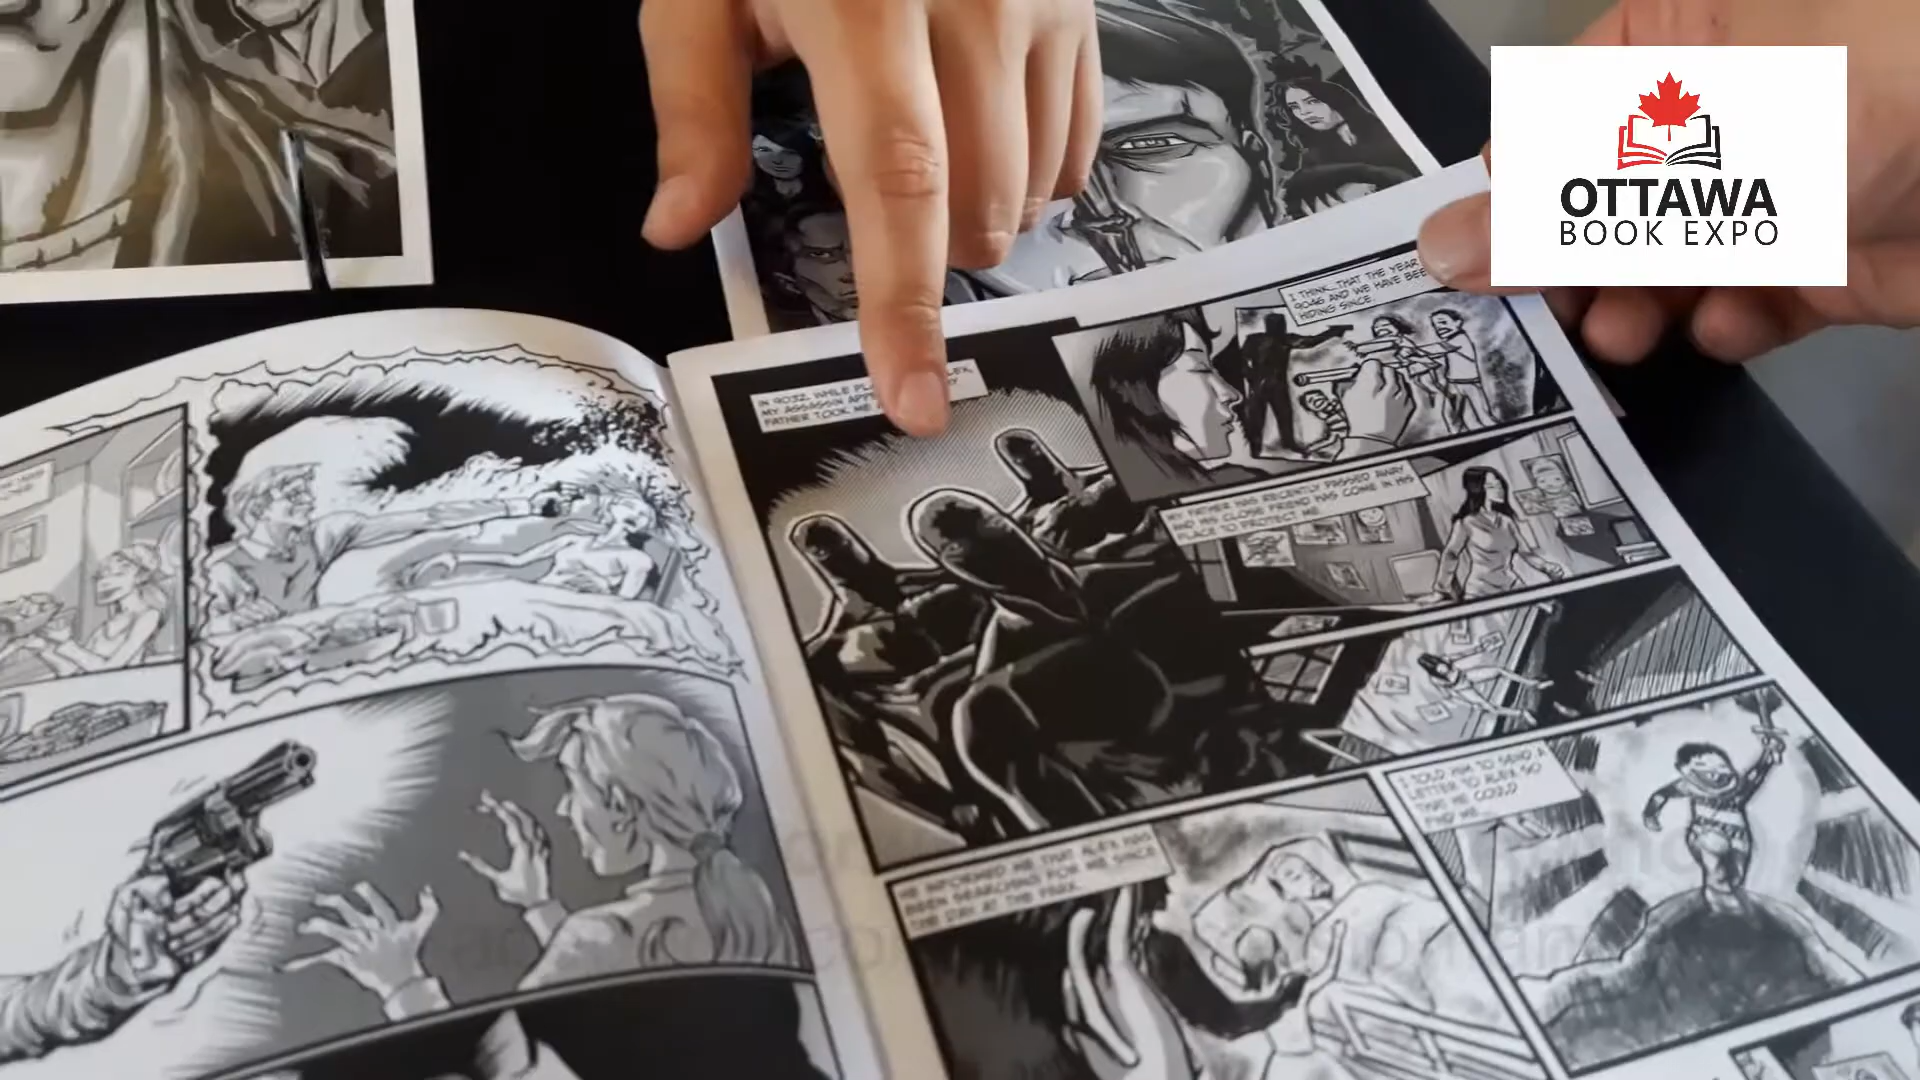 OTTAWA
BOOK EXPO
I THINK THAT THE YEAR
9046 AND WE HAVE BEE
HIDING SINCE.
IN 9032, WHILE
MY ASSASSIN
FATHER TOOK ME
MY FATHER HAS RECENTLY PASSED AWAY
AND HIS CLOSE FRIEND HAS COME IN HIS
PLACE TO PROTECT ME.
I TOLD HIM TO SEND A
LETTER TO ALEX SO
THAT HE COULD
FIND ME
HE INFORMED ME THAT ALEX HAS
BEEN SEARCHING FOR ME SINCE
THE DAY AT THE PARK.